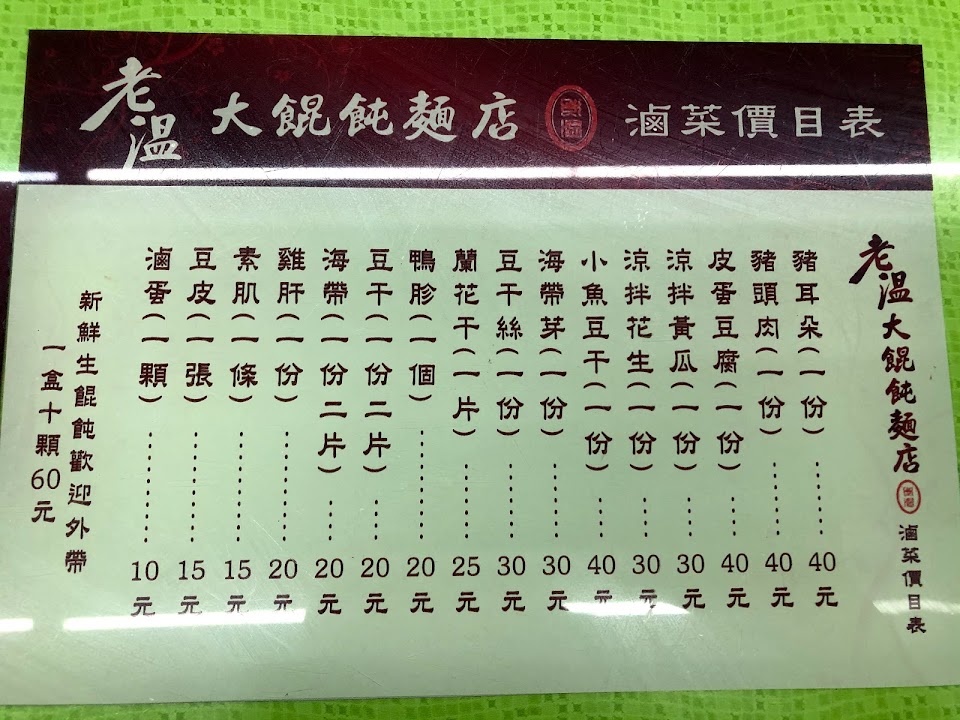 老溫 大餛飩麵店 滷菜價目表
老溫大餛飩麵店 滷菜價目表
豬耳朵(一份)……40元
豬頭肉(一份)……40元
皮蛋豆腐(一份)……40元
涼拌黃瓜(一份)……30元
涼拌花生(一份)……30元
小魚豆干(一份)……40元
海帶芽(一份)……30元
豆干絲(一份)……30元
蘭花干(一片)……25元
鴨胗(一個)……20元
豆干(一份二片)……20元
海帶(一份二片)……20元
雞肝(一份)……20元
素肌(一條)……15元
豆皮(一張)……15元
滷蛋(一顆)……10元
新鮮生餛飩歡迎外帶
一盒十顆60元